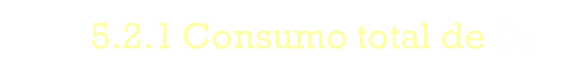 5.2.1 Consumo total de